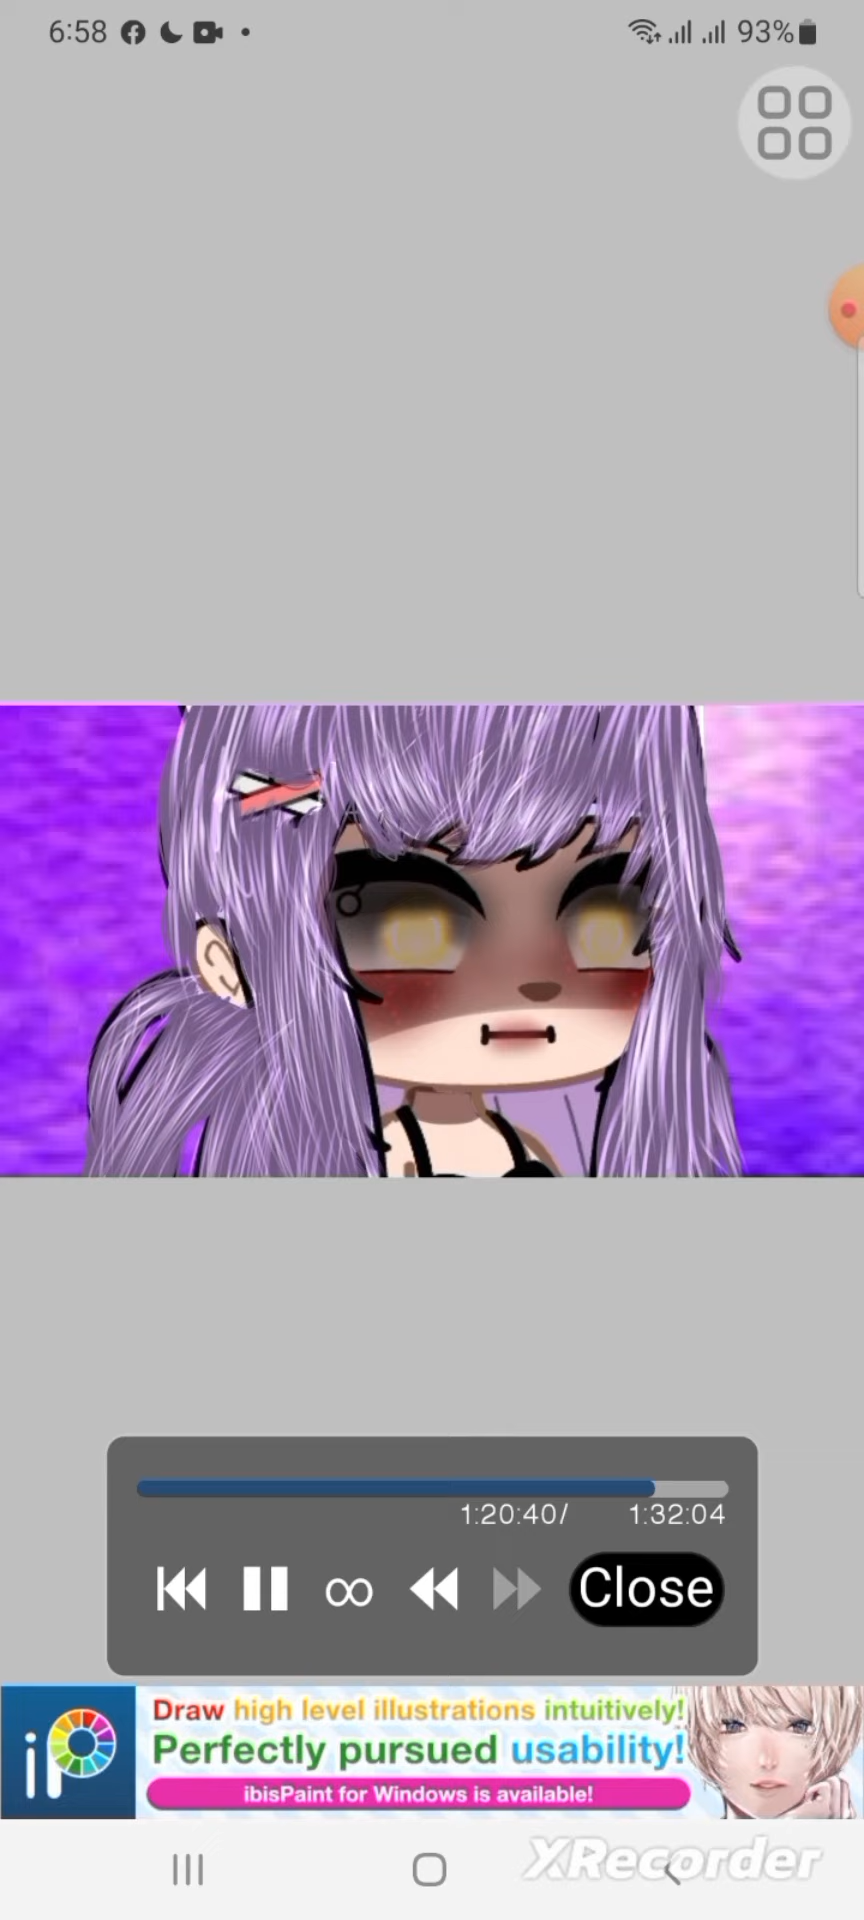 6:58
93%
1:20:40/ 1:32:04
Close
iP
Draw high level illustrations intuitively!
Perfectly pursued usability!
ibisPaint for Windows is available!
XRecorder